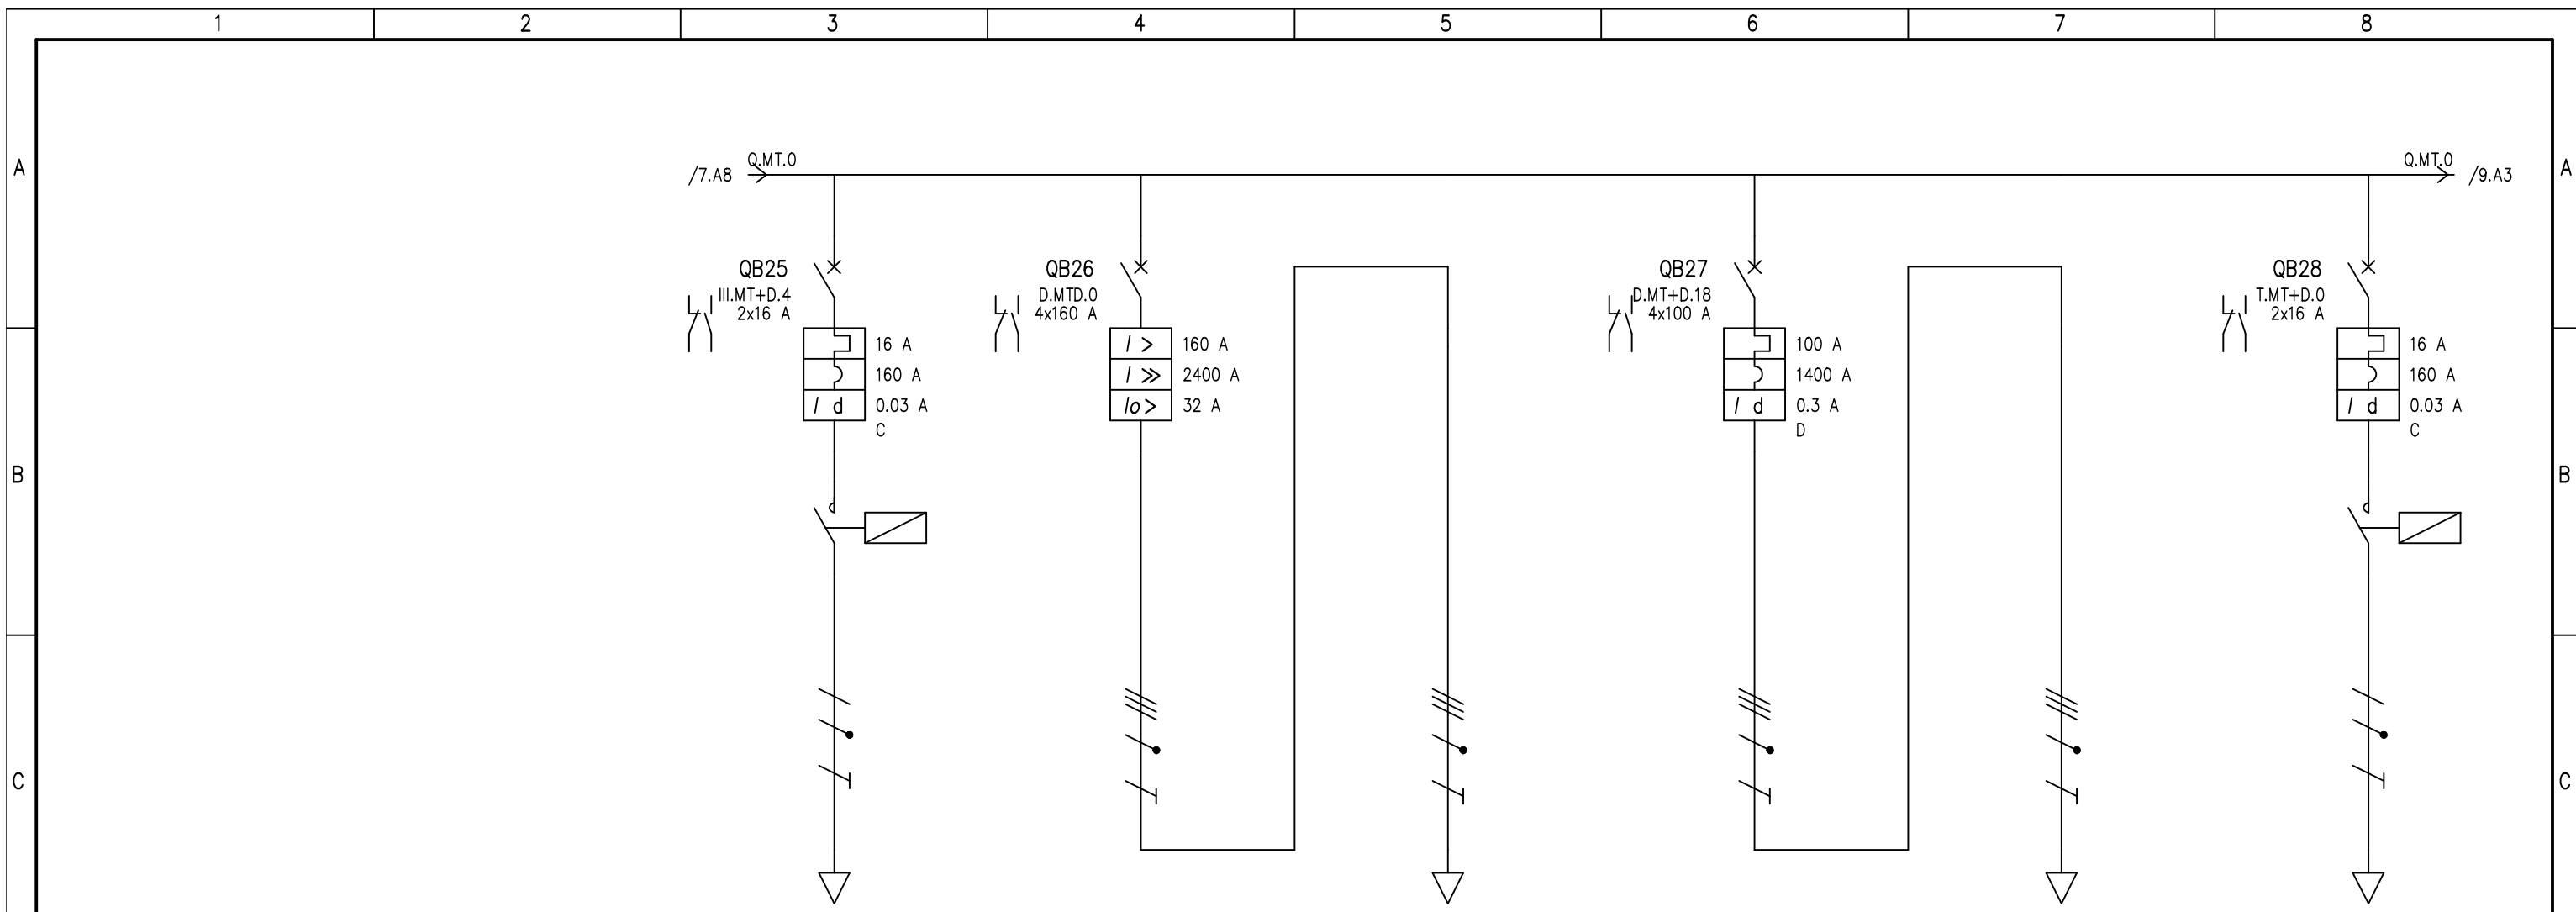 1 2 3 4 5 6 7 8
A A
Q.MT.0 Q.MT.0
/7.A8 /9.A3
QB25
III.MT+D.4
2x16 A
16 A
160 A
I d 0.03 A
C
QB26
D.MTD.0
4x160 A
I > 160 A
I >> 2400 A
Io> 32 A
QB27
D.MT+D.18
4x100 A
100 A
1400 A
I d 0.3 A
D
QB28
T.MT+D.0
2x16 A
16 A
160 A
I d 0.03 A
C
B B
C C